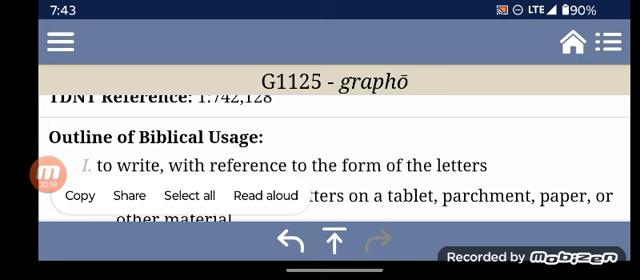 7:43 LTE 90%
G1125 - graphō
TDNT Reference: 1:742,128
Outline of Biblical Usage:
I. to write, with reference to the form of the letters
Copy Share Select all Read aloud
tters on a tablet, parchment, paper, or
other material
m
20:18
Recorded by Mobizen